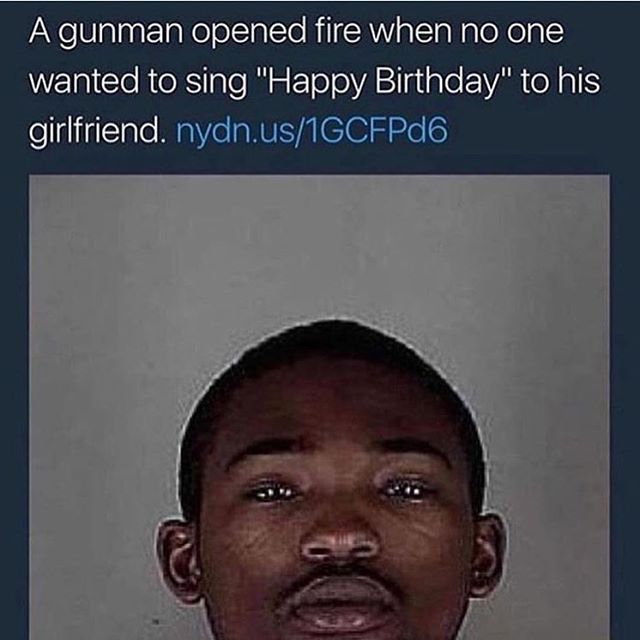 A gunman opened fire when no one
wanted to sing "Happy Birthday" to his
girlfriend. nydn.us/1GCFPd6